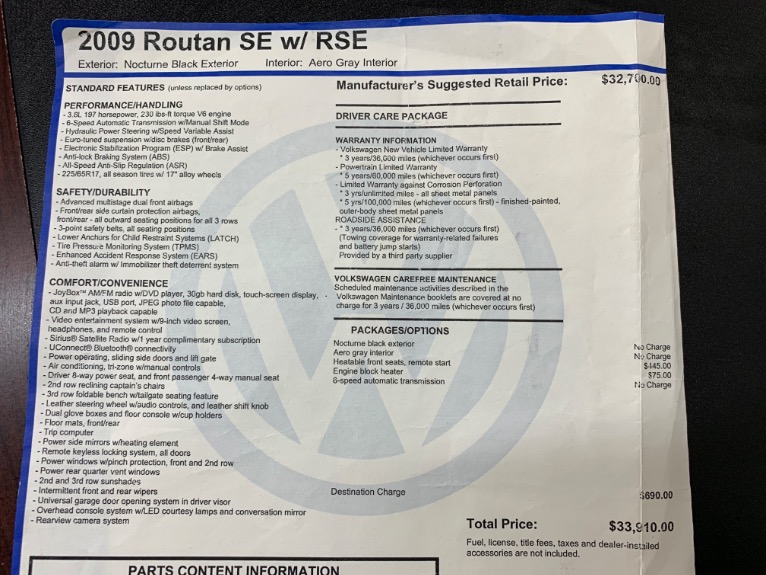 2009 Routan SE w/ RSE
Exterior: Nocturne Black Exterior Interior: Aero Gray Interior
STANDARD FEATURES (unless replaced by options)
PERFORMANCE/HANDLING
- 3.8L 197 horsepower, 230 lbs-ft torque V6 engine
- 6-Speed Automatic Transmission w/Manual Shift Mode
- Hydraulic Power Steering w/Speed Variable Assist
- Euro-tuned suspension w/disc brakes (front/rear)
- Electronic Stabilization Program (ESP) w/ Brake Assist
- Anti-lock Braking System (ABS)
- All-Speed Anti-Slip Regulation (ASR)
- 225/65R17, all season tires w/ 17" alloy wheels
SAFETY/DURABILITY
- Advanced multistage dual front airbags
- Front/rear side curtain protection airbags,
front/rear - all outward seating positions for all 3 rows
- 3-point safety belts, all seating positions
- Lower Anchors for Child Restraint Systems (LATCH)
- Tire Pressure Monitoring System (TPMS)
- Enhanced Accident Response System (EARS)
- Anti-theft alarm w/ Immobilizer theft deterrent system
COMFORT/CONVENIENCE
- JoyBox™ AM/FM radio w/DVD player, 30gb hard disk, touch-screen display,
aux input jack, USB port, JPEG photo file capable,
CD and MP3 playback capable
- Video entertainment system w/9-inch video screen,
headphones, and remote control
- Sirius® Satellite Radio w/1 year complimentary subscription
- UConnect® Bluetooth® connectivity
- Power operating, sliding side doors and lift gate
- Air conditioning, tri-zone w/manual controls
- Driver 8-way power seat, and front passenger 4-way manual seat
- 2nd row reclining captain's chairs
- 3rd row foldable bench w/tailgate seating feature
- Leather steering wheel w/audio controls, and leather shift knob
- Dual glove boxes and floor console w/cup holders
- Floor mats, front/rear
- Trip computer
- Power side mirrors w/heating element
- Remote keyless locking system, all doors
- Power windows w/pinch protection, front and 2nd row
- Power rear quarter vent windows
- 2nd and 3rd row sunshades
- Intermittent front and rear wipers
- Universal garage door opening system in driver visor
- Overhead console system w/LED courtesy lamps and conversation mirror
- Rearview camera system
Manufacturer's Suggested Retail Price: $32,700.00
DRIVER CARE PACKAGE
WARRANTY INFORMATION
- Volkswagen New Vehicle Limited Warranty
* 3 years/36,000 miles (whichever occurs first)
- Powertrain Limited Warranty
* 5 years/60,000 miles (whichever occurs first)
- Limited Warranty against Corrosion Perforation
* 3 yrs/unlimited miles - all sheet metal panels
* 5 yrs/100,000 miles (whichever occurs first) - finished-painted,
outer-body sheet metal panels
ROADSIDE ASSISTANCE
- * 3 years/36,000 miles (whichever occurs first)
(Towing coverage for warranty-related failures
and battery jump starts)
Provided by a third party supplier
VOLKSWAGEN CAREFREE MAINTENANCE
Scheduled maintenance activities described in the
Volkswagen Maintenance booklets are covered at no
charge for 3 years / 36,000 miles (whichever occurs first)
PACKAGES/OPTIONS
Nocturne black exterior No Charge
Aero gray interior No Charge
Heatable front seats, remote start $445.00
Engine block heater $75.00
6-speed automatic transmission No Charge
Destination Charge $690.00
Total Price: $33,910.00
Fuel, license, title fees, taxes and dealer-installed
accessories are not included.
PARTS CONTENT INFORMATION